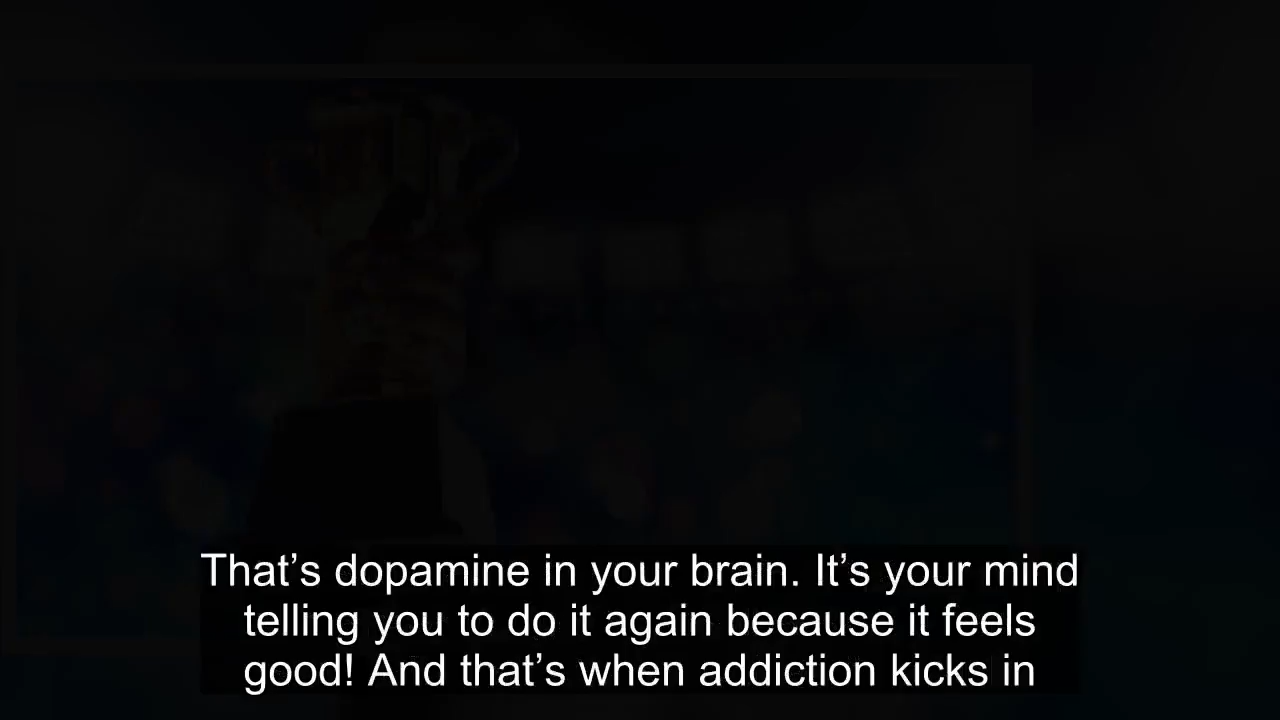 That’s dopamine in your brain. It’s your mind
telling you to do it again because it feels
good! And that’s when addiction kicks in